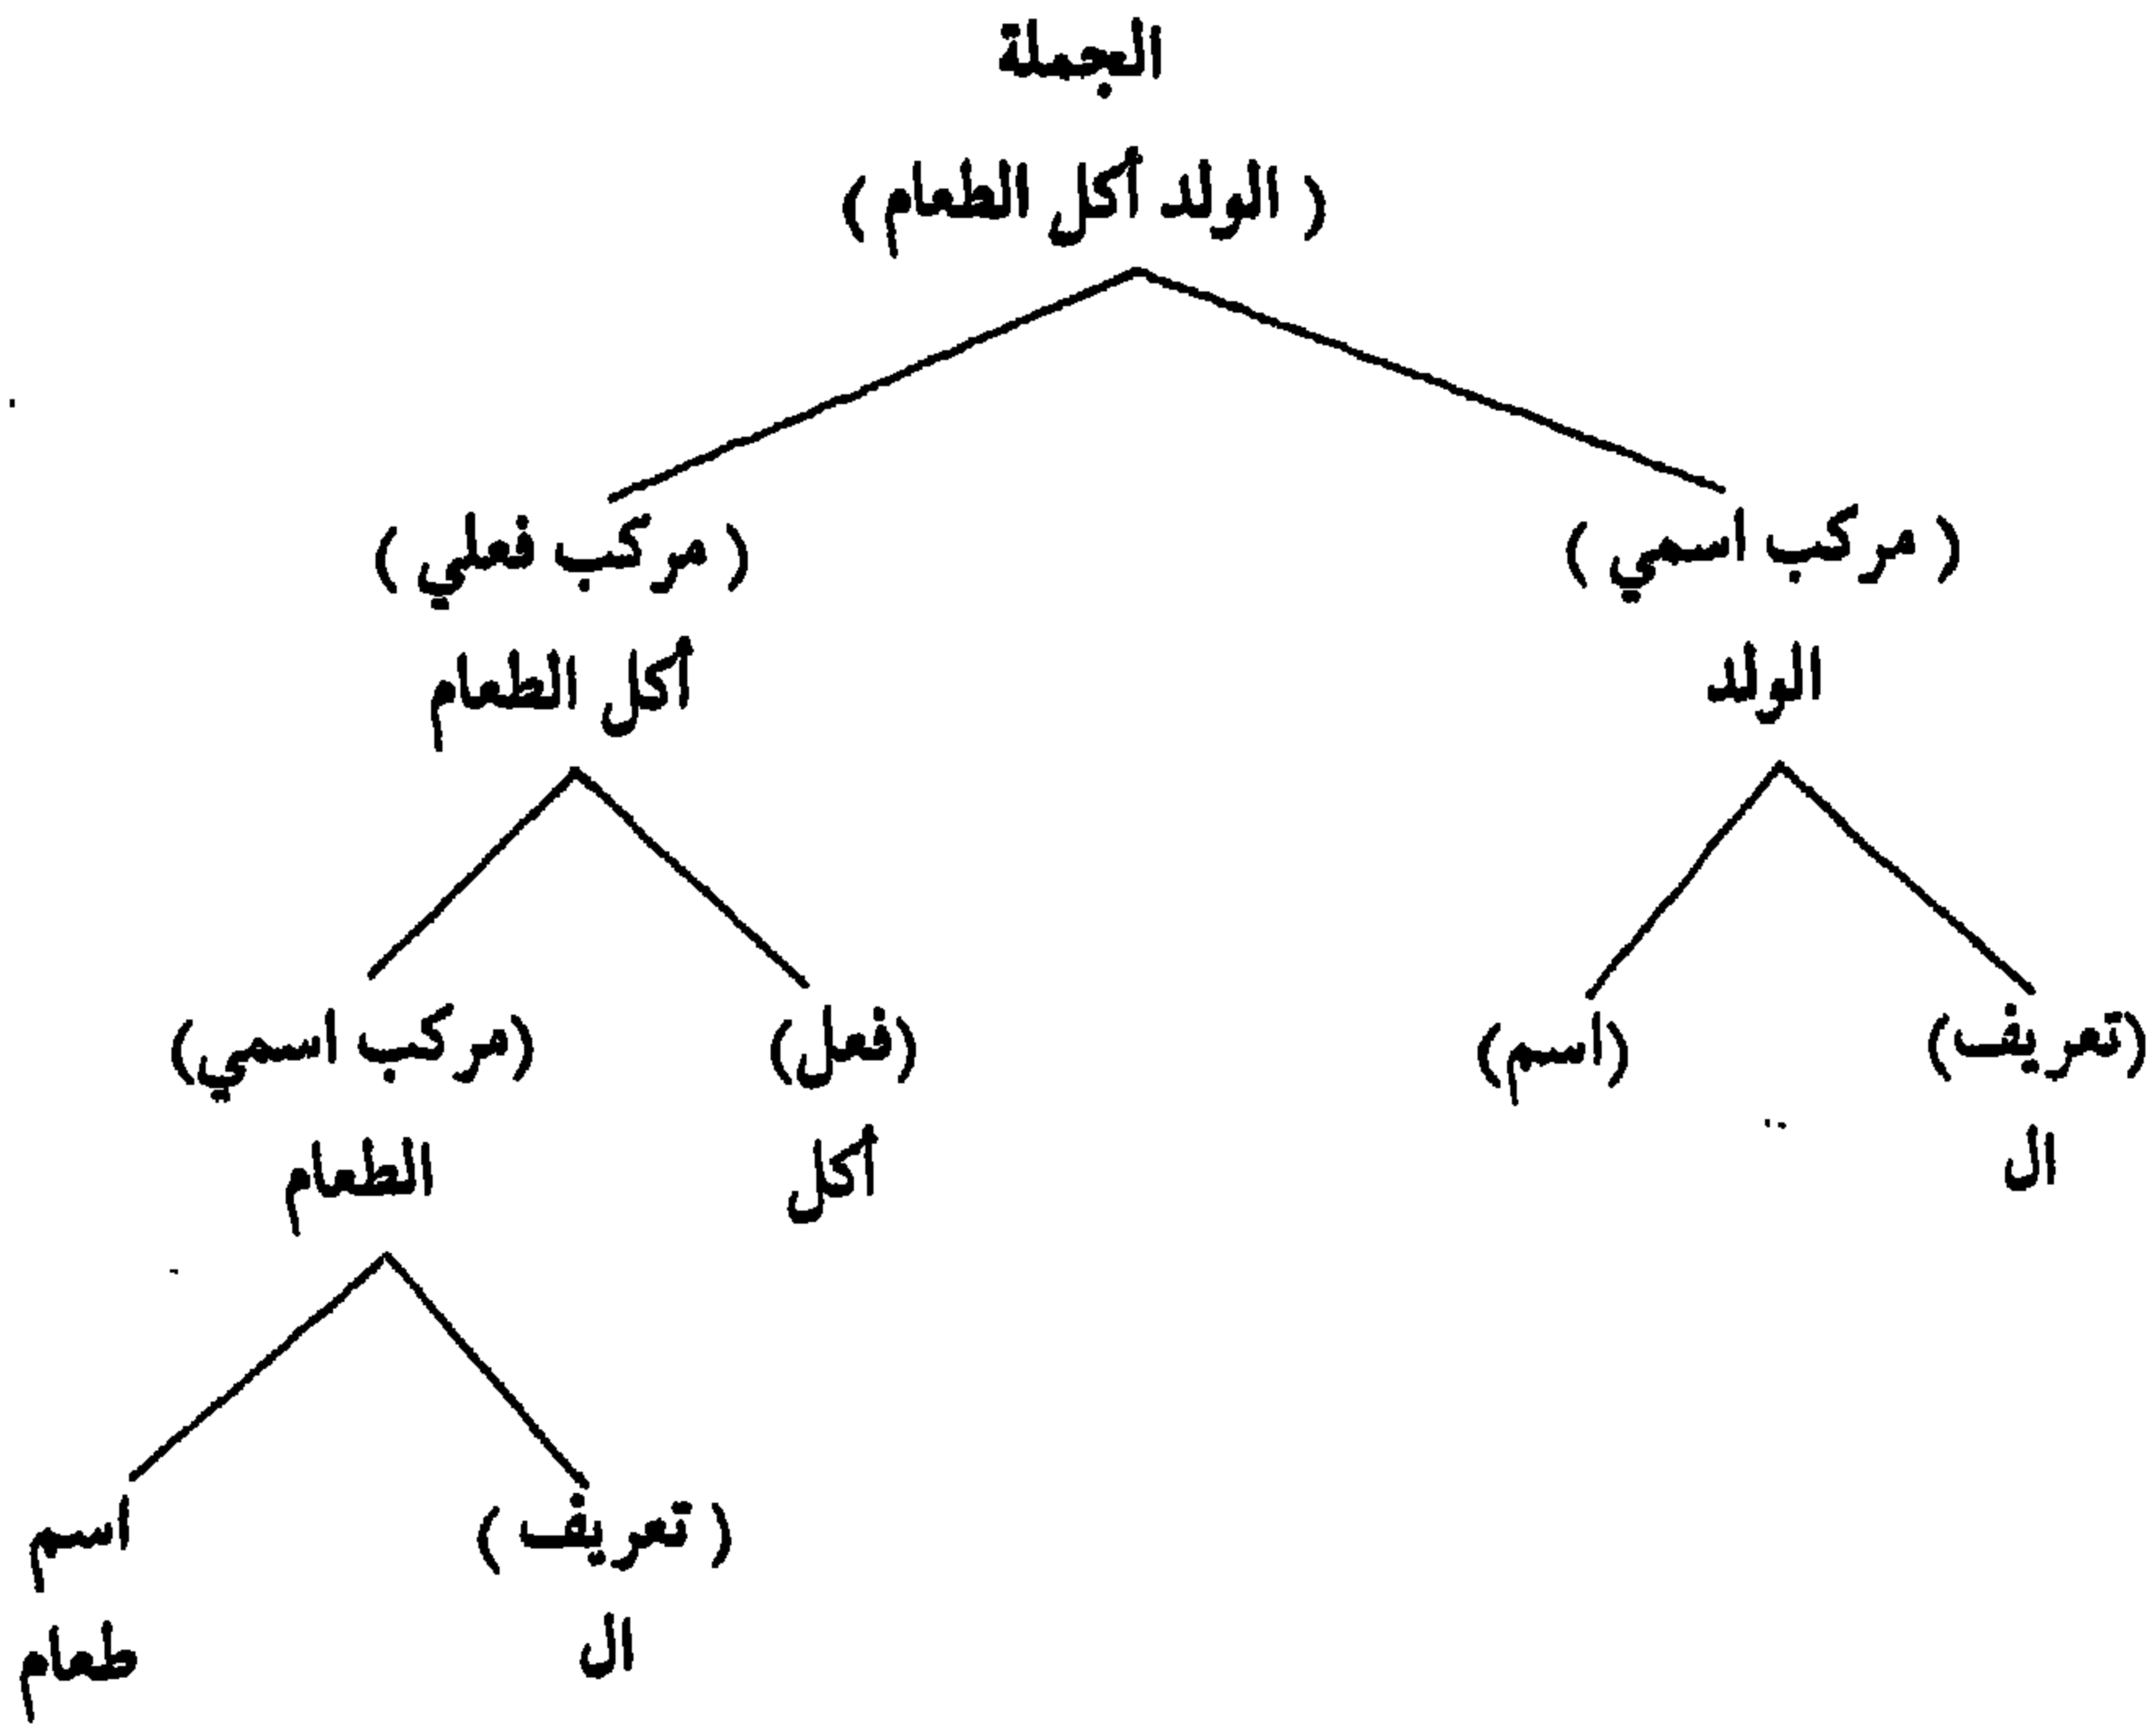 الجملة
( الولد أكل الطعام )
( مركب اسمي ) ( مركب فعلي )
الولد أكل الطعام
(تعريف) (اسم) (فعل) (مركب اسمي)
ال أكل الطعام
( تعريف ) اسم
ال طعام